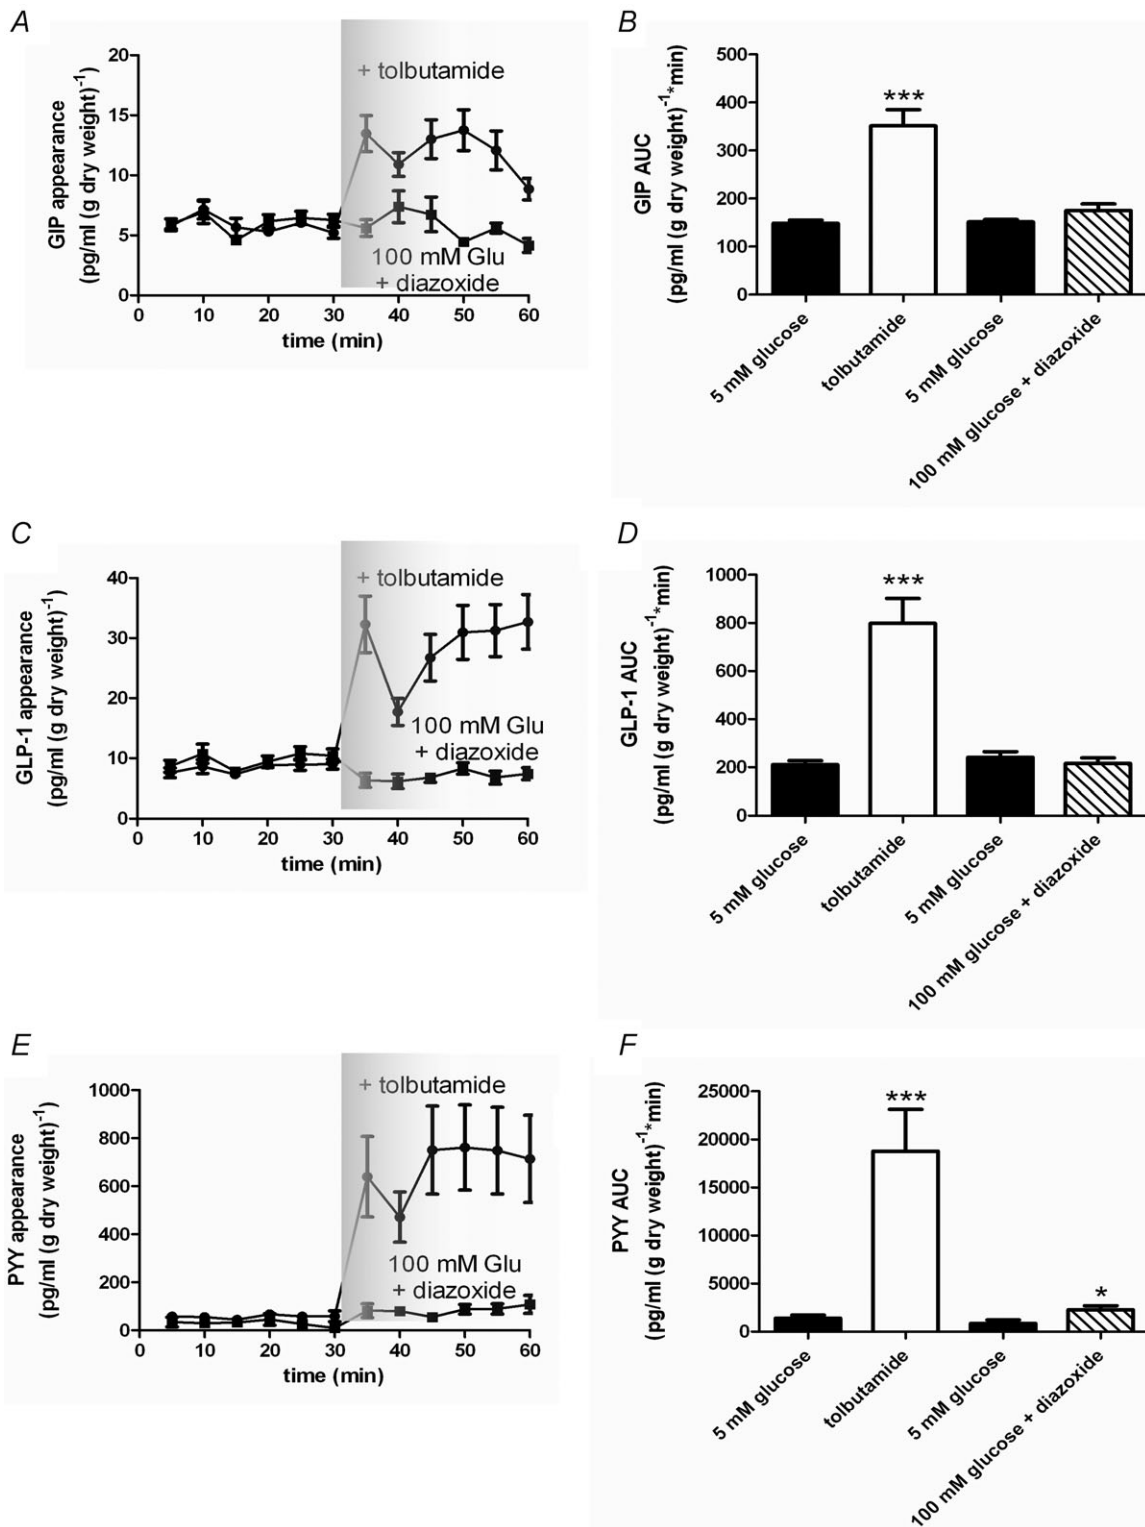 A
GIP appearance
(pg/ml (g dry weight)⁻¹)
20
15
10
5
0
+ tolbutamide
100 mM Glu
+ diazoxide
0 10 20 30 40 50 60
time (min)
B
GIP AUC
(pg/ml (g dry weight)⁻¹*min)
500
400
300
200
100
0
***
5 mM glucose
tolbutamide
5 mM glucose
100 mM glucose + diazoxide
C
GLP-1 appearance
(pg/ml (g dry weight)⁻¹)
40
30
20
10
0
+ tolbutamide
100 mM Glu
+ diazoxide
0 10 20 30 40 50 60
time (min)
D
GLP-1 AUC
(pg/ml (g dry weight)⁻¹*min)
1000
800
600
400
200
0
***
5 mM glucose
tolbutamide
5 mM glucose
100 mM glucose + diazoxide
E
PYY appearance
(pg/ml (g dry weight)⁻¹)
1000
800
600
400
200
0
+ tolbutamide
100 mM Glu
+ diazoxide
0 10 20 30 40 50 60
time (min)
F
PYY AUC
(pg/ml (g dry weight)⁻¹*min)
25000
20000
15000
10000
5000
0
***
*
5 mM glucose
tolbutamide
5 mM glucose
100 mM glucose + diazoxide